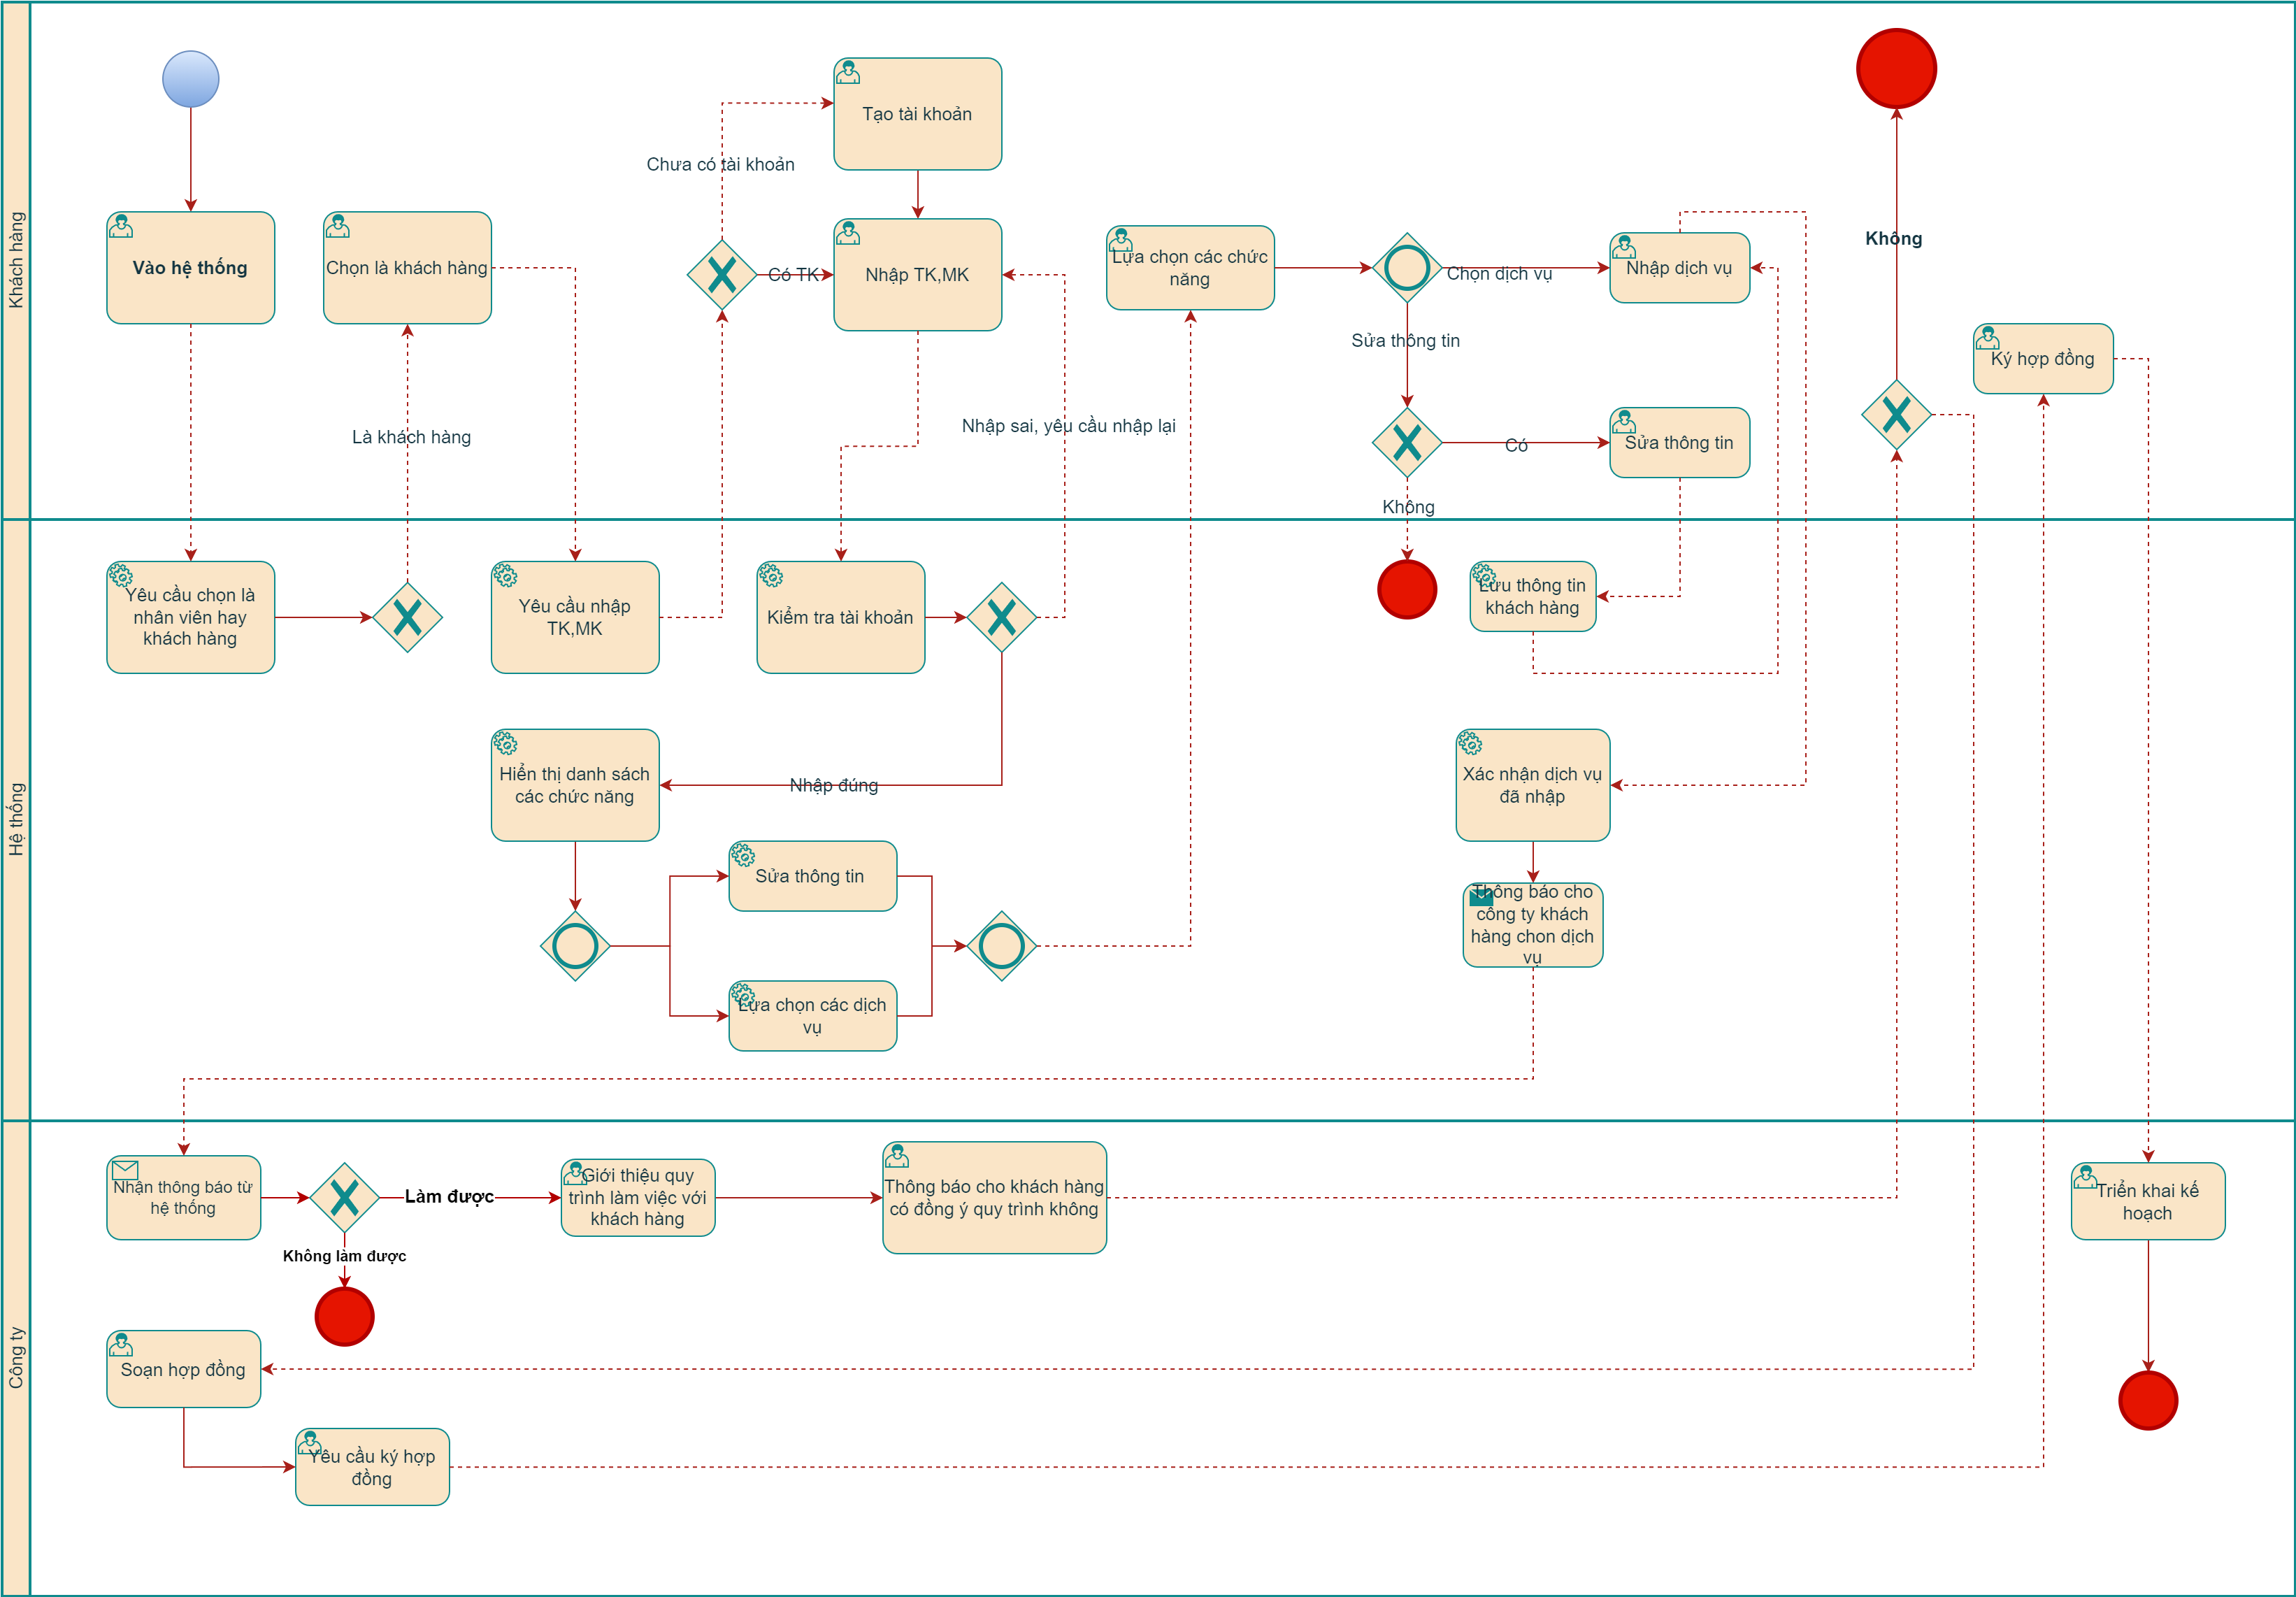 Khách hàng
Vào hệ thống
Chọn là khách hàng
Là khách hàng
Chưa có tài khoản
Tạo tài khoản
Có TK
Nhập TK,MK
Nhập sai, yêu cầu nhập lại
Lựa chọn các chức
năng
Chọn dịch vụ
Nhập dịch vụ
Sửa thông tin
Có
Sửa thông tin
Không
Không
Ký hợp đồng
Hệ thống
Yêu cầu chọn là
nhân viên hay
khách hàng
Yêu cầu nhập
TK,MK
Kiểm tra tài khoản
Lưu thông tin
khách hàng
Hiển thị danh sách
các chức năng
Nhập đúng
Xác nhận dịch vụ
đã nhập
Sửa thông tin
Lựa chọn các dịch
vụ
Thông báo cho
công ty khách
hàng chon dịch
vụ
Công ty
Nhận thông báo từ
hệ thống
Làm được
Không làm được
Giới thiệu quy
trình làm việc với
khách hàng
Thông báo cho khách hàng
có đồng ý quy trình không
Triển khai kế
hoạch
Soạn hợp đồng
Yêu cầu ký hợp
đồng